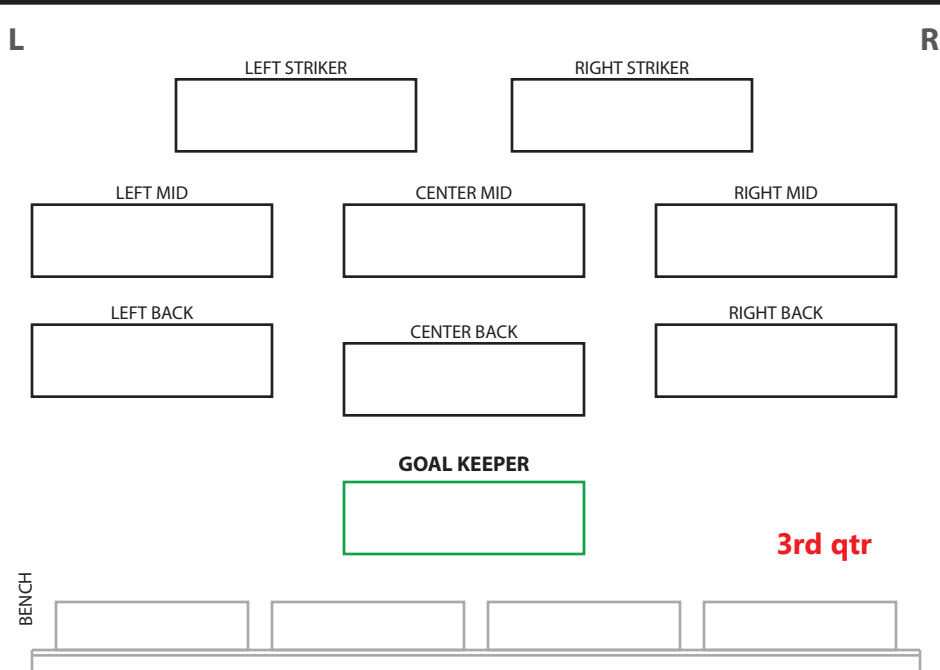 L
R
LEFT STRIKER
RIGHT STRIKER
LEFT MID
CENTER MID
RIGHT MID
LEFT BACK
CENTER BACK
RIGHT BACK
GOAL KEEPER
3rd qtr
BENCH